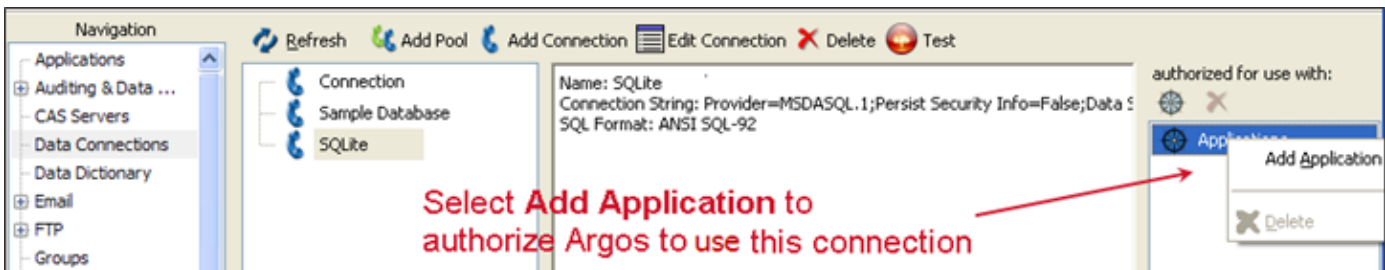 Navigation
Applications
Auditing & Data ...
CAS Servers
Data Connections
Data Dictionary
Email
FTP
Groups
Refresh Add Pool Add Connection Edit Connection Delete Test
Connection
Sample Database
SQLite
Name: SQLite
Connection String: Provider=MSDASQL.1;Persist Security Info=False;Data S
SQL Format: ANSI SQL-92
authorized for use with:
Applications
Add Application
Delete
Select Add Application to
authorize Argos to use this connection